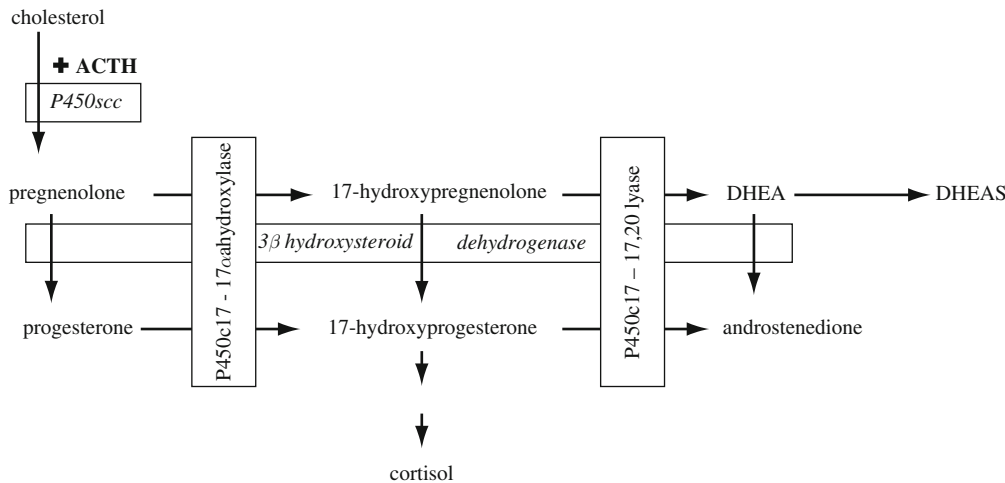 cholesterol
✚ ACTH
P450scc
pregnenolone
17-hydroxypregnenolone
DHEA
DHEAS
P450c17 - 17αahydroxylase
3β hydroxysteroid dehydrogenase
P450c17 – 17,20 lyase
progesterone
17-hydroxyprogesterone
androstenedione
cortisol